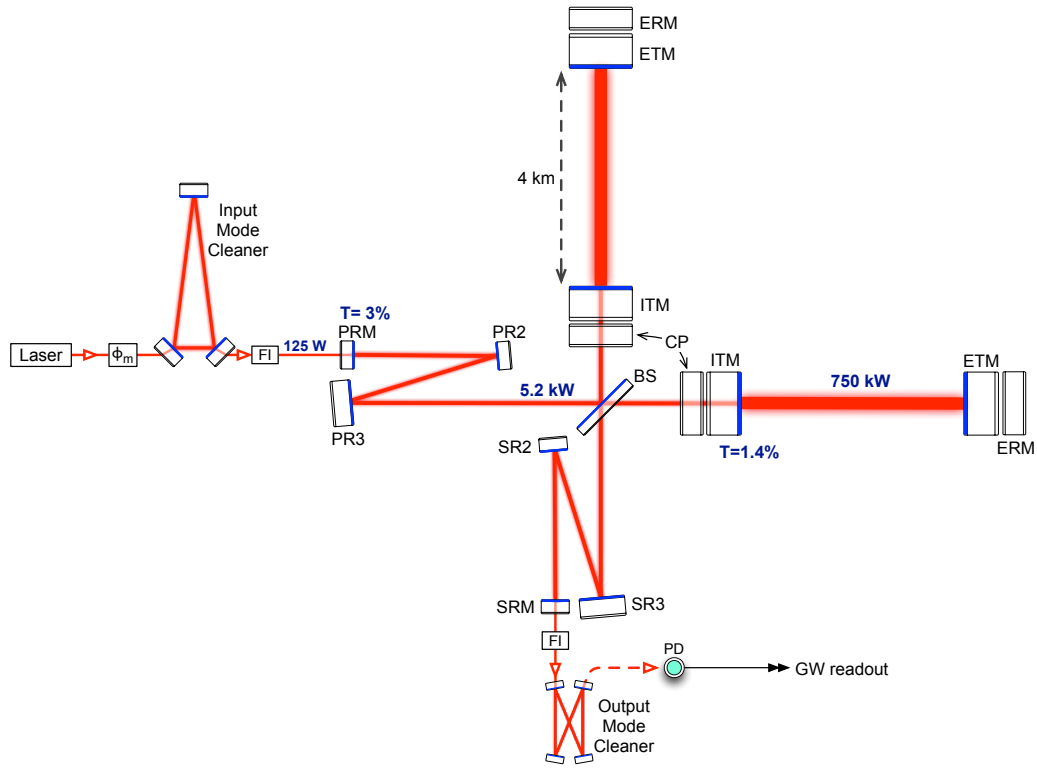 ERM
ETM
4 km
Input
Mode
Cleaner
ITM
T= 3%
PRM
PR2
CP
ITM
ETM
Laser
ϕm
FI
125 W
BS
5.2 kW
750 kW
PR3
SR2
T=1.4%
ERM
SRM
SR3
FI
PD
GW readout
Output
Mode
Cleaner